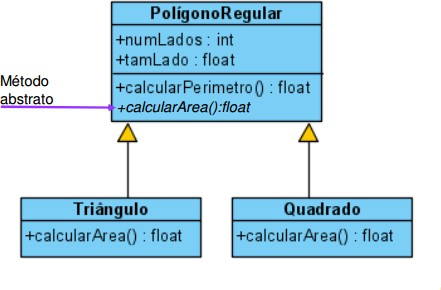 PolígonoRegular
+numLados : int
+tamLado : float
+calcularPerimetro() : float
+calcularArea():float
Método
abstrato
Triângulo
+calcularArea() : float
Quadrado
+calcularArea() : float